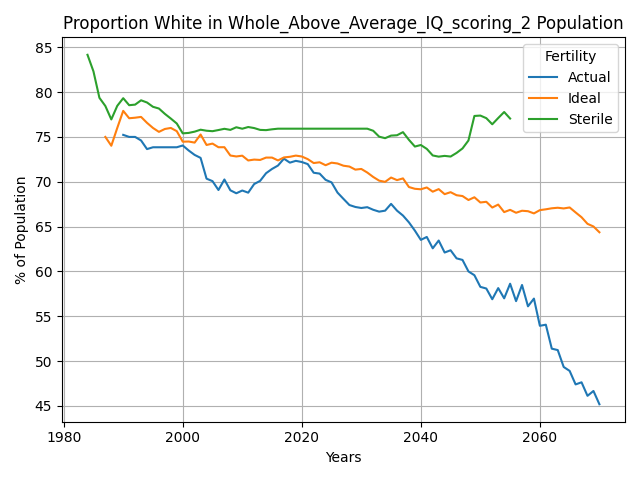 Proportion White in Whole_Above_Average_IQ_scoring_2 Population
% of Population
85
80
75
70
65
60
55
50
45
Fertility
Actual
Ideal
Sterile
1980
2000
2020
2040
2060
Years